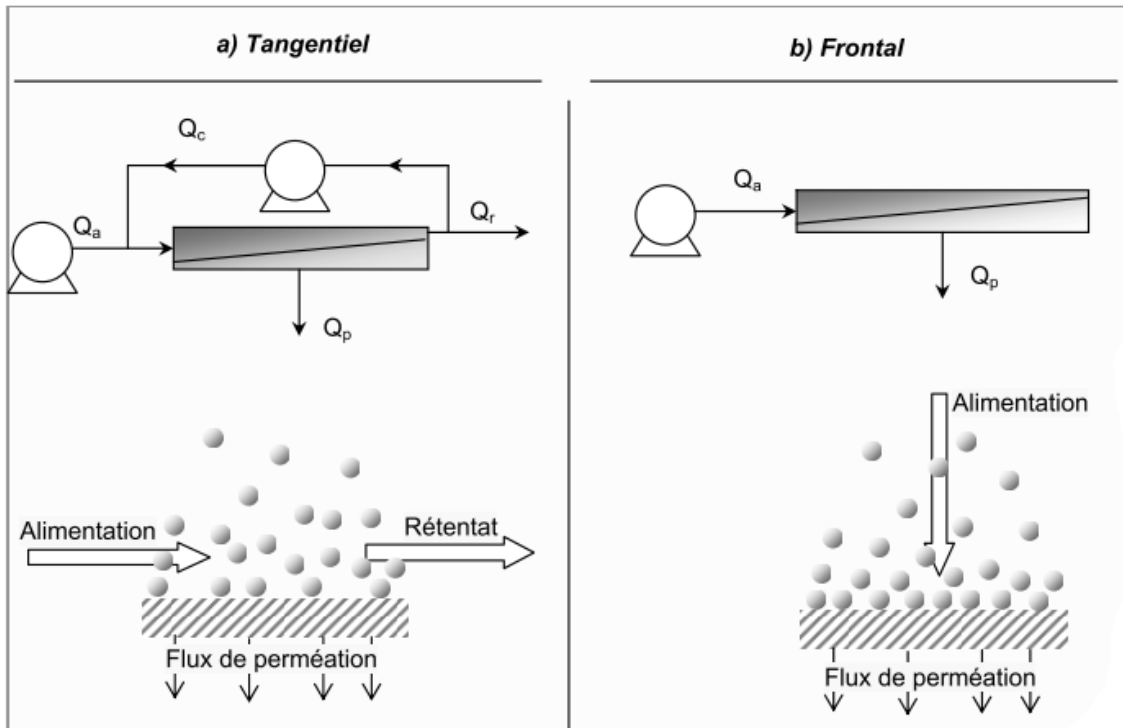 a) Tangentiel
Q_c
Q_a
Q_r
Q_p
Alimentation
Rétentat
Flux de perméation
b) Frontal
Q_a
Q_p
Alimentation
Flux de perméation